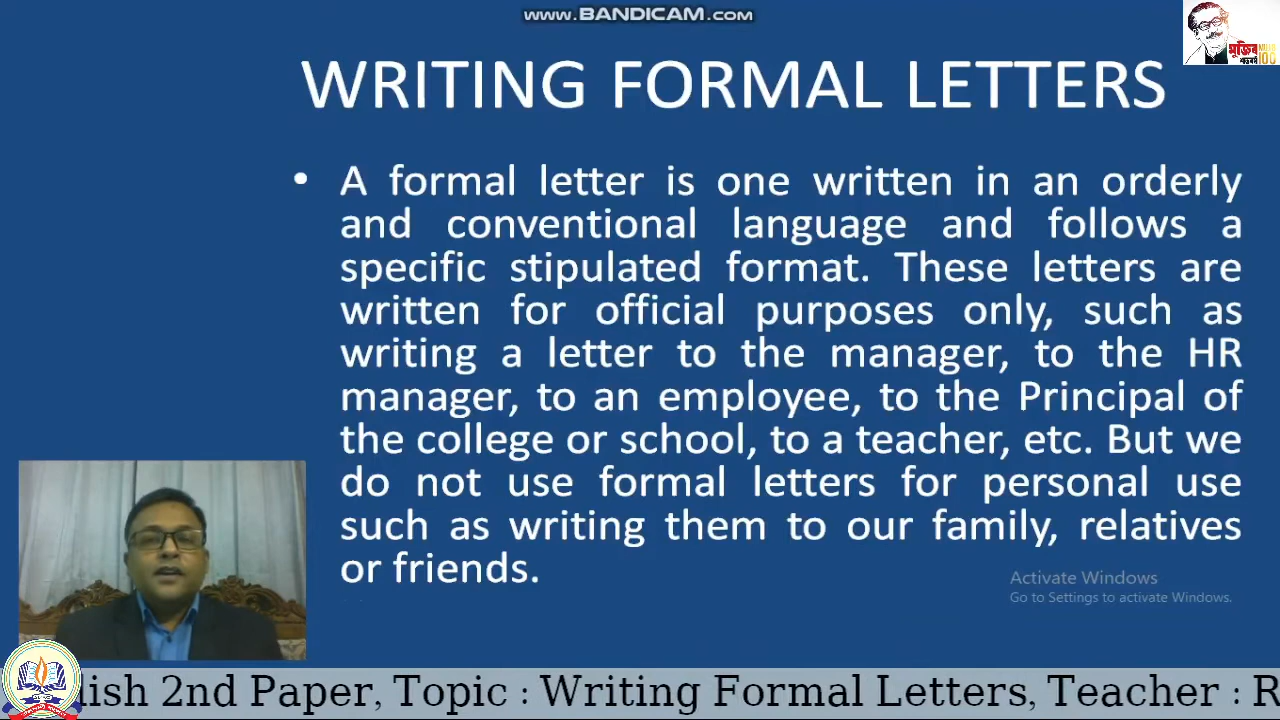 www.BANDICAM.com
মুজিব
শতবর্ষ
100
WRITING FORMAL LETTERS
• A formal letter is one written in an orderly
and conventional language and follows a
specific stipulated format. These letters are
written for official purposes only, such as
writing a letter to the manager, to the HR
manager, to an employee, to the Principal of
the college or school, to a teacher, etc. But we
do not use formal letters for personal use
such as writing them to our family, relatives
or friends.
Activate Windows
Go to Settings to activate Windows.
lish 2nd Paper, Topic : Writing Formal Letters, Teacher : R